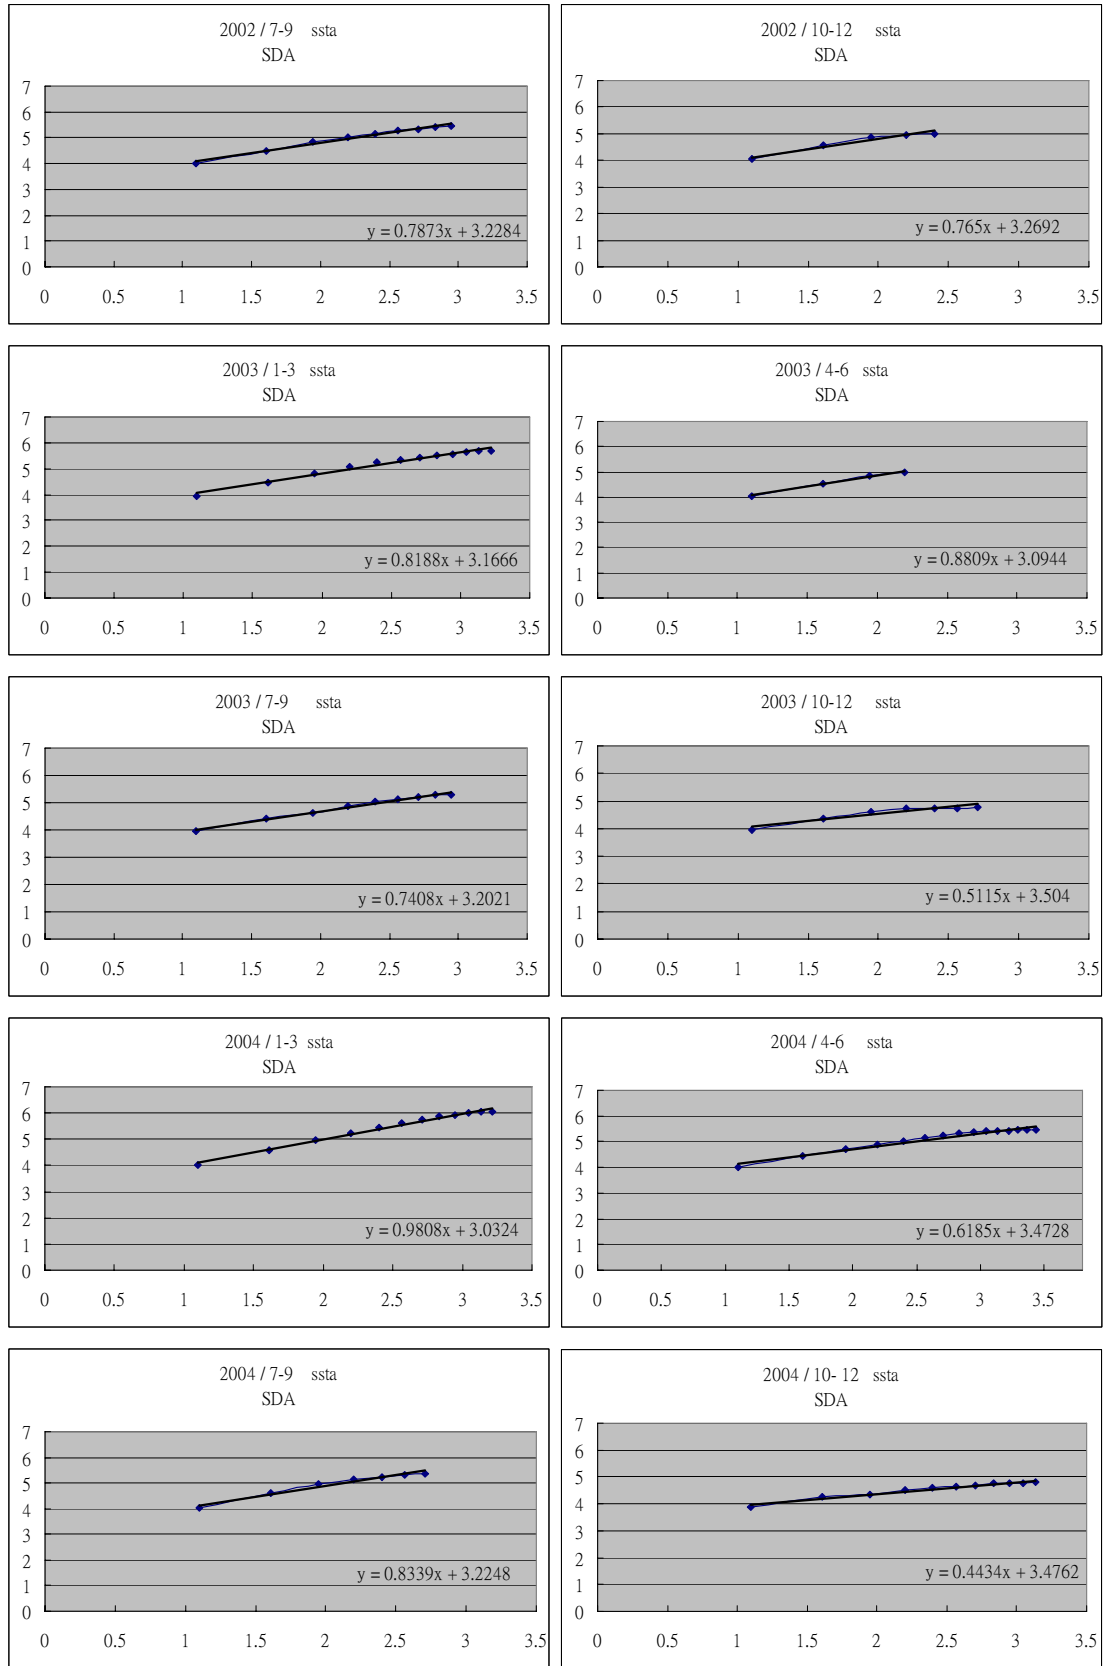 2002 / 7-9 ssta
SDA
7
6
5
4
3
2
1
0
y = 0.7873x + 3.2284
0 0.5 1 1.5 2 2.5 3 3.5
2002 / 10-12 ssta
SDA
7
6
5
4
3
2
1
0
y = 0.765x + 3.2692
0 0.5 1 1.5 2 2.5 3 3.5
2003 / 1-3 ssta
SDA
7
6
5
4
3
2
1
0
y = 0.8188x + 3.1666
0 0.5 1 1.5 2 2.5 3 3.5
2003 / 4-6 ssta
SDA
7
6
5
4
3
2
1
0
y = 0.8809x + 3.0944
0 0.5 1 1.5 2 2.5 3 3.5
2003 / 7-9 ssta
SDA
7
6
5
4
3
2
1
0
y = 0.7408x + 3.2021
0 0.5 1 1.5 2 2.5 3 3.5
2003 / 10-12 ssta
SDA
7
6
5
4
3
2
1
0
y = 0.5115x + 3.504
0 0.5 1 1.5 2 2.5 3 3.5
2004 / 1-3 ssta
SDA
7
6
5
4
3
2
1
0
y = 0.9808x + 3.0324
0 0.5 1 1.5 2 2.5 3 3.5
2004 / 4-6 ssta
SDA
7
6
5
4
3
2
1
0
y = 0.6185x + 3.4728
0 0.5 1 1.5 2 2.5 3 3.5
2004 / 7-9 ssta
SDA
7
6
5
4
3
2
1
0
y = 0.8339x + 3.2248
0 0.5 1 1.5 2 2.5 3 3.5
2004 / 10- 12 ssta
SDA
7
6
5
4
3
2
1
0
y = 0.4434x + 3.4762
0 0.5 1 1.5 2 2.5 3 3.5